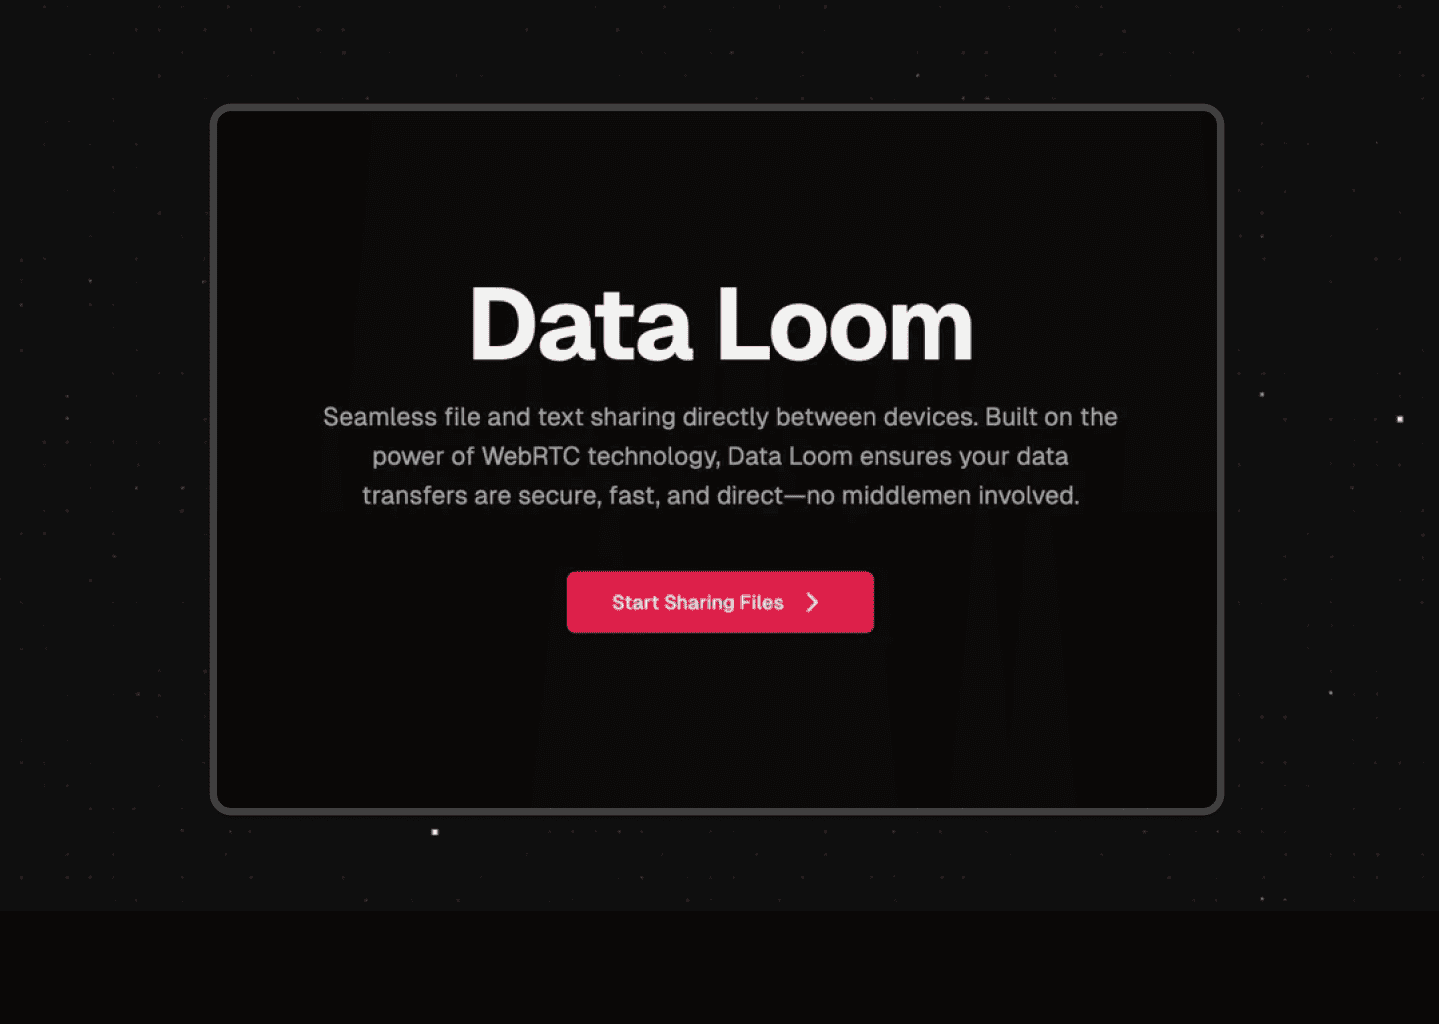 Data Loom
Seamless file and text sharing directly between devices. Built on the
power of WebRTC technology, Data Loom ensures your data
transfers are secure, fast, and direct—no middlemen involved.
Start Sharing Files